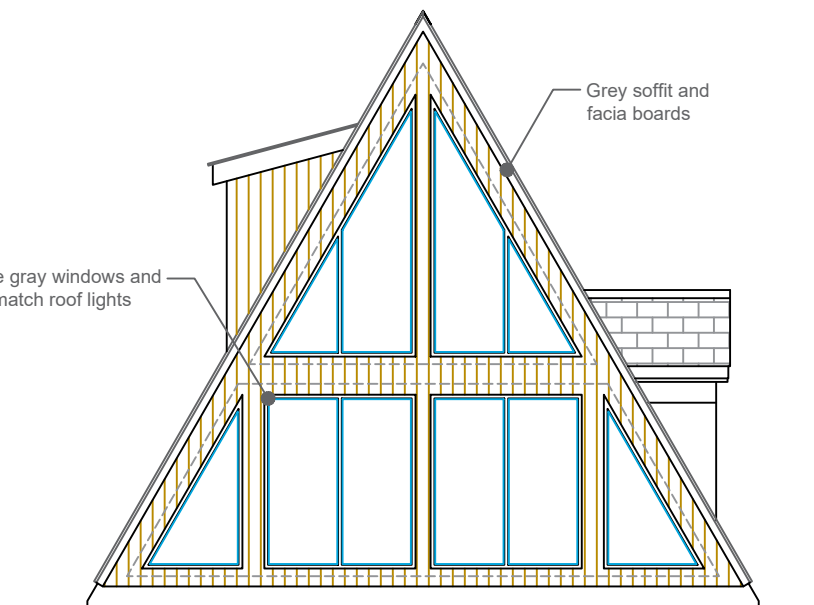 Grey soffit and
facia boards
gray windows and
match roof lights